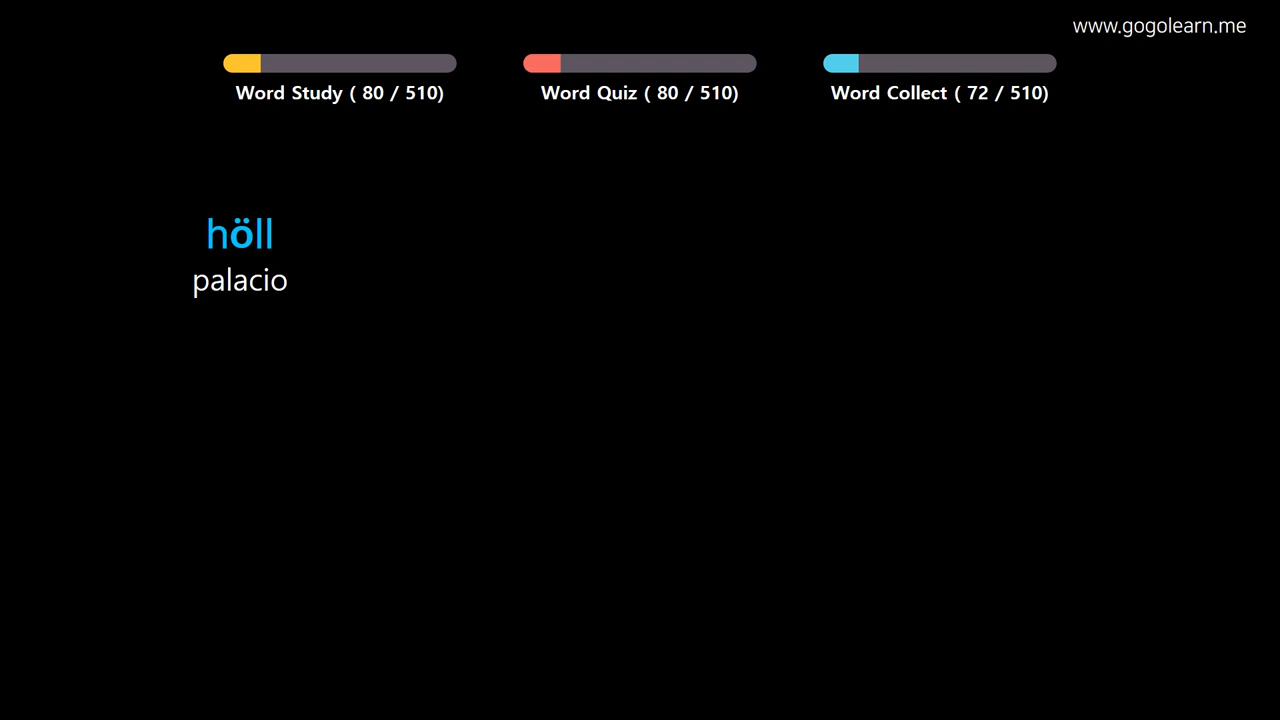 www.gogolearn.me
Word Study ( 80 / 510)
Word Quiz ( 80 / 510)
Word Collect ( 72 / 510)
höll
palacio